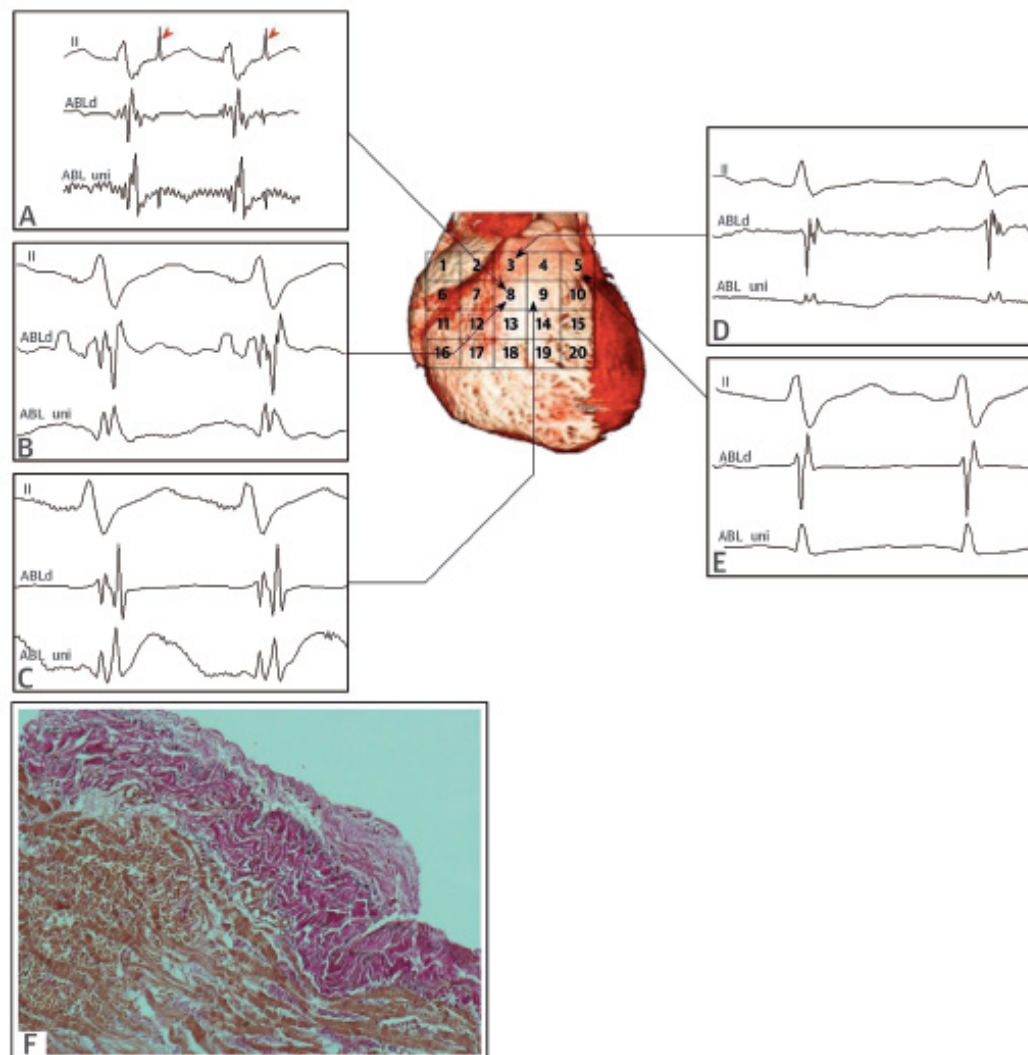 II
ABLd
ABL uni
A
II
ABLd
ABL uni
B
II
ABLd
ABL uni
C
1 2 3 4 5
6 7 8 9 10
11 12 13 14 15
16 17 18 19 20
II
ABLd
ABL uni
D
II
ABLd
ABL uni
E
F